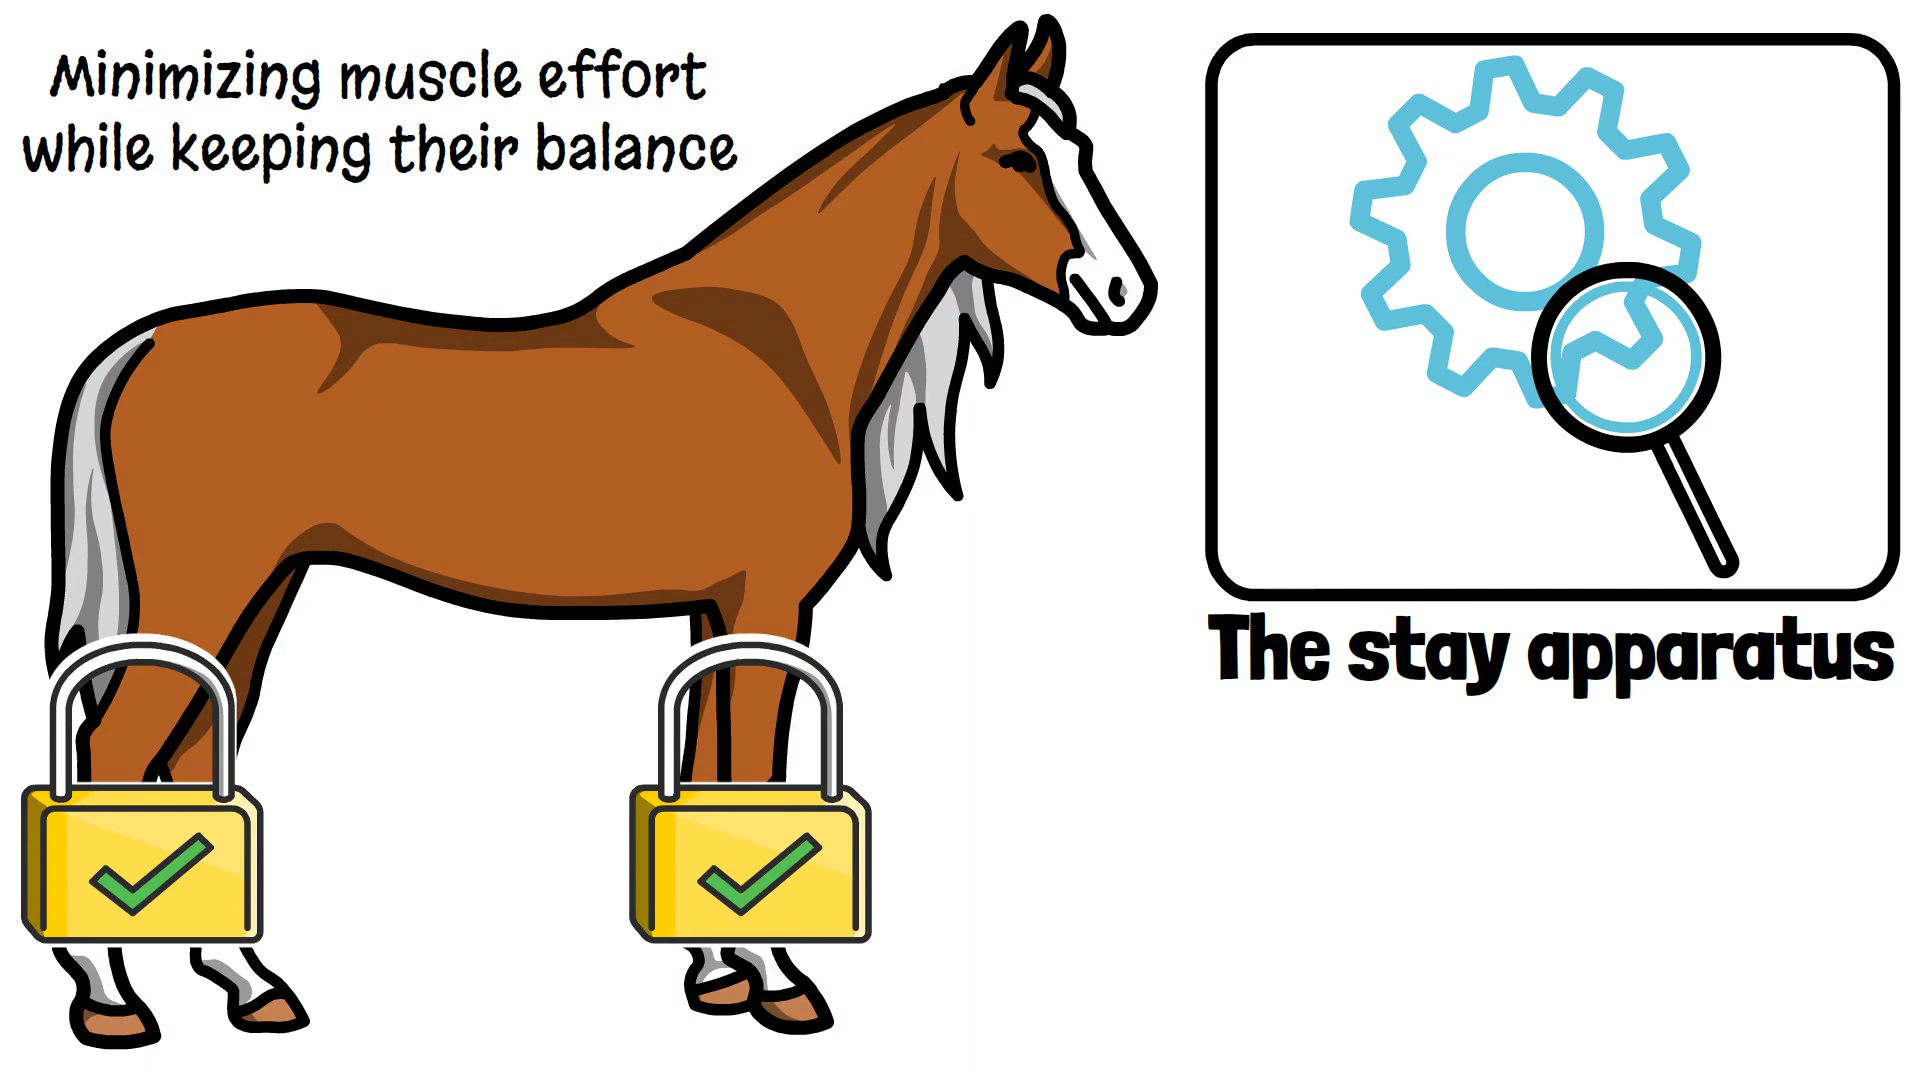 Minimizing muscle effort
while keeping their balance
The stay apparatus